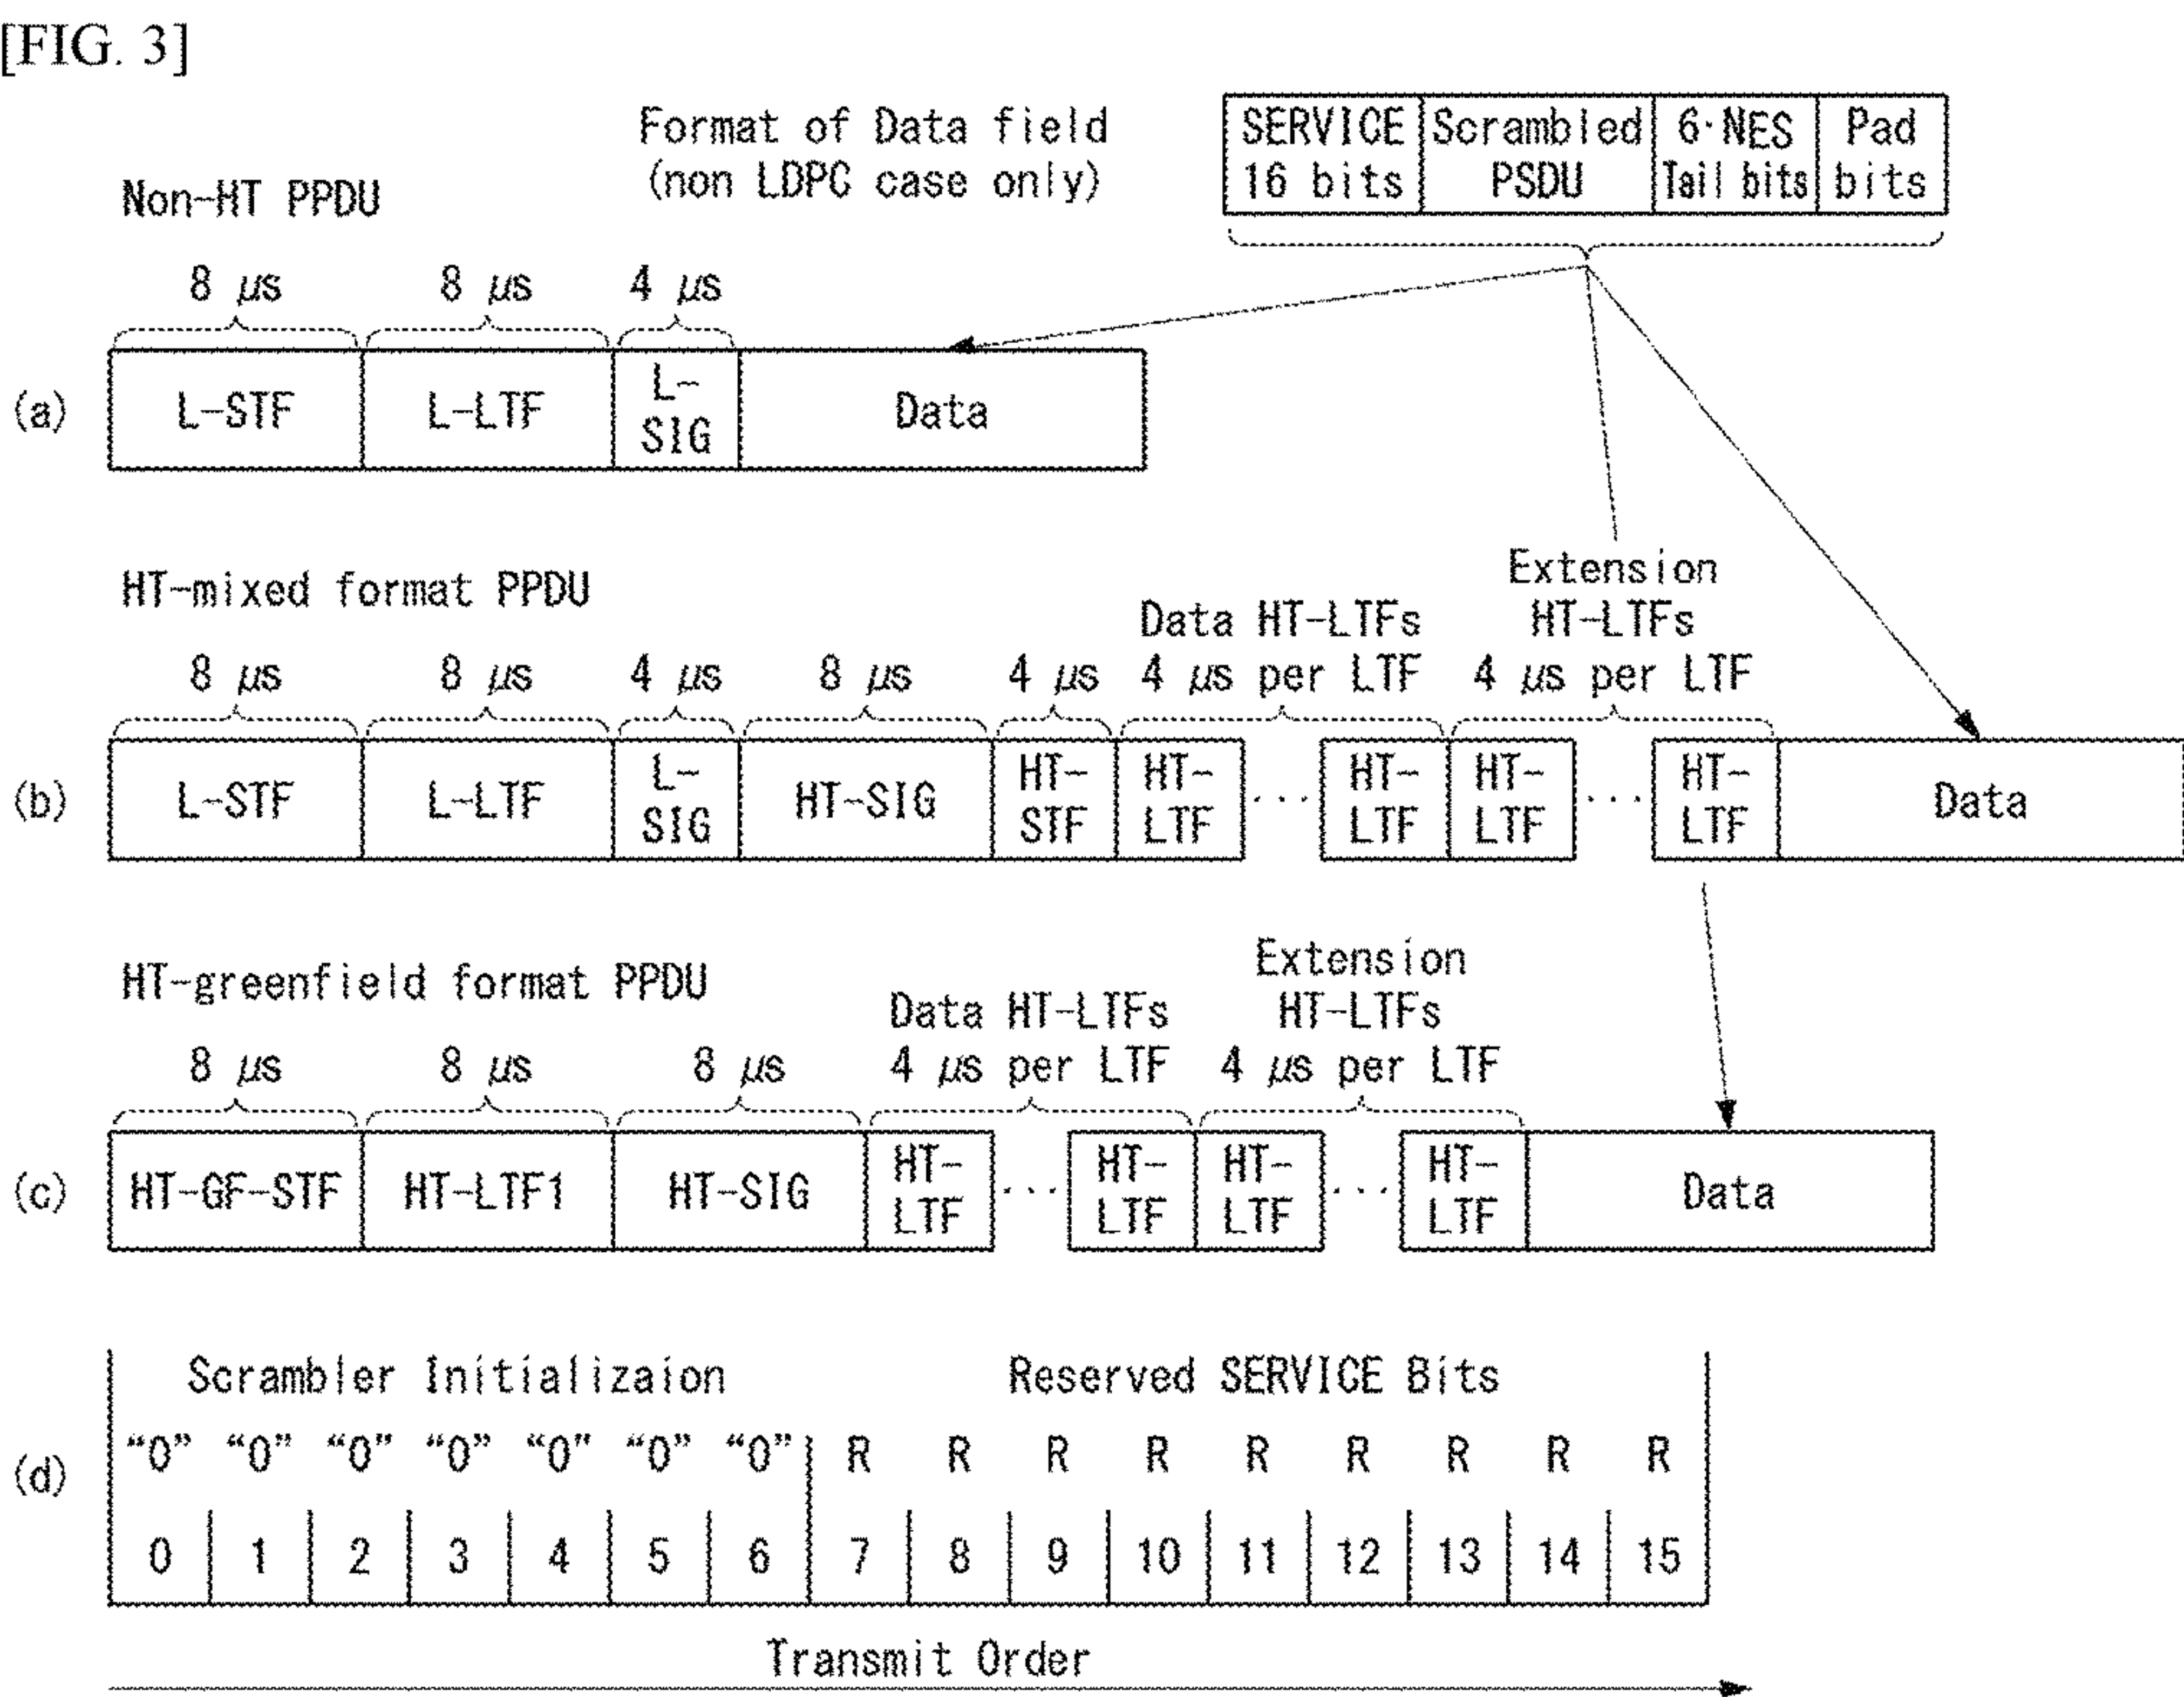 [FIG. 3]
Format of Data field
(non LDPC case only)
SERVICE 16 bits
Scrambled PSDU
6·NES Tail bits
Pad bits
Non-HT PPDU
8 μs 8 μs 4 μs
(a) L-STF L-LTF L-SIG Data
HT-mixed format PPDU
Data HT-LTFs
Extension HT-LTFs
8 μs 8 μs 4 μs 8 μs 4 μs 4 μs per LTF 4 μs per LTF
(b) L-STF L-LTF L-SIG HT-SIG HT-STF HT-LTF ... HT-LTF HT-LTF ... HT-LTF Data
HT-greenfield format PPDU
Data HT-LTFs
Extension HT-LTFs
8 μs 8 μs 8 μs 4 μs per LTF 4 μs per LTF
(c) HT-GF-STF HT-LTF1 HT-SIG HT-LTF ... HT-LTF HT-LTF ... HT-LTF Data
Scrambler Initializaion Reserved SERVICE Bits
(d) “0” “0” “0” “0” “0” “0” “0” R R R R R R R R R
0 1 2 3 4 5 6 7 8 9 10 11 12 13 14 15
Transmit Order